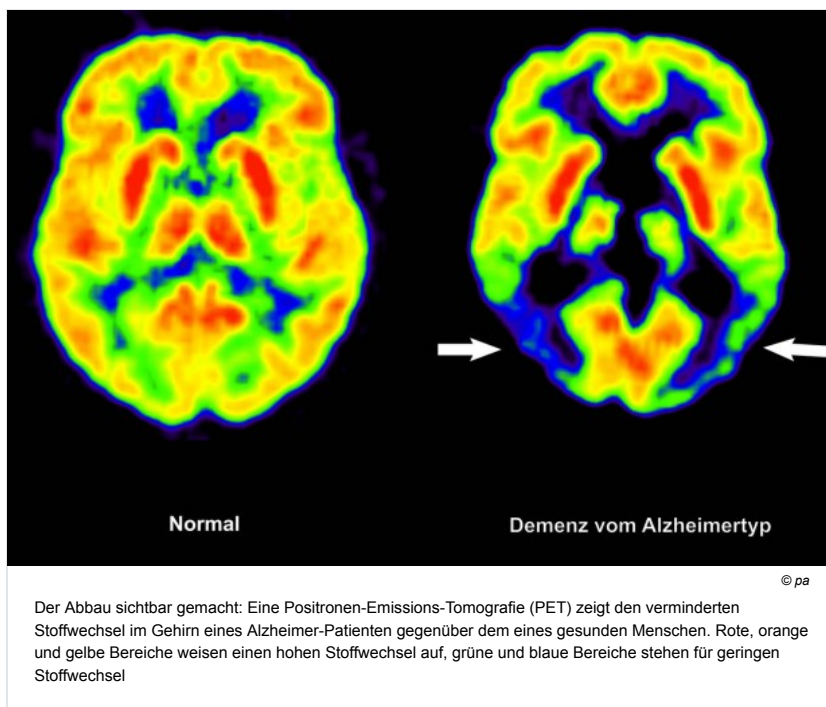 Normal
Demenz vom Alzheimertyp
© pa
Der Abbau sichtbar gemacht: Eine Positronen-Emissions-Tomografie (PET) zeigt den verminderten
Stoffwechsel im Gehirn eines Alzheimer-Patienten gegenüber dem eines gesunden Menschen. Rote, orange
und gelbe Bereiche weisen einen hohen Stoffwechsel auf, grüne und blaue Bereiche stehen für geringen
Stoffwechsel